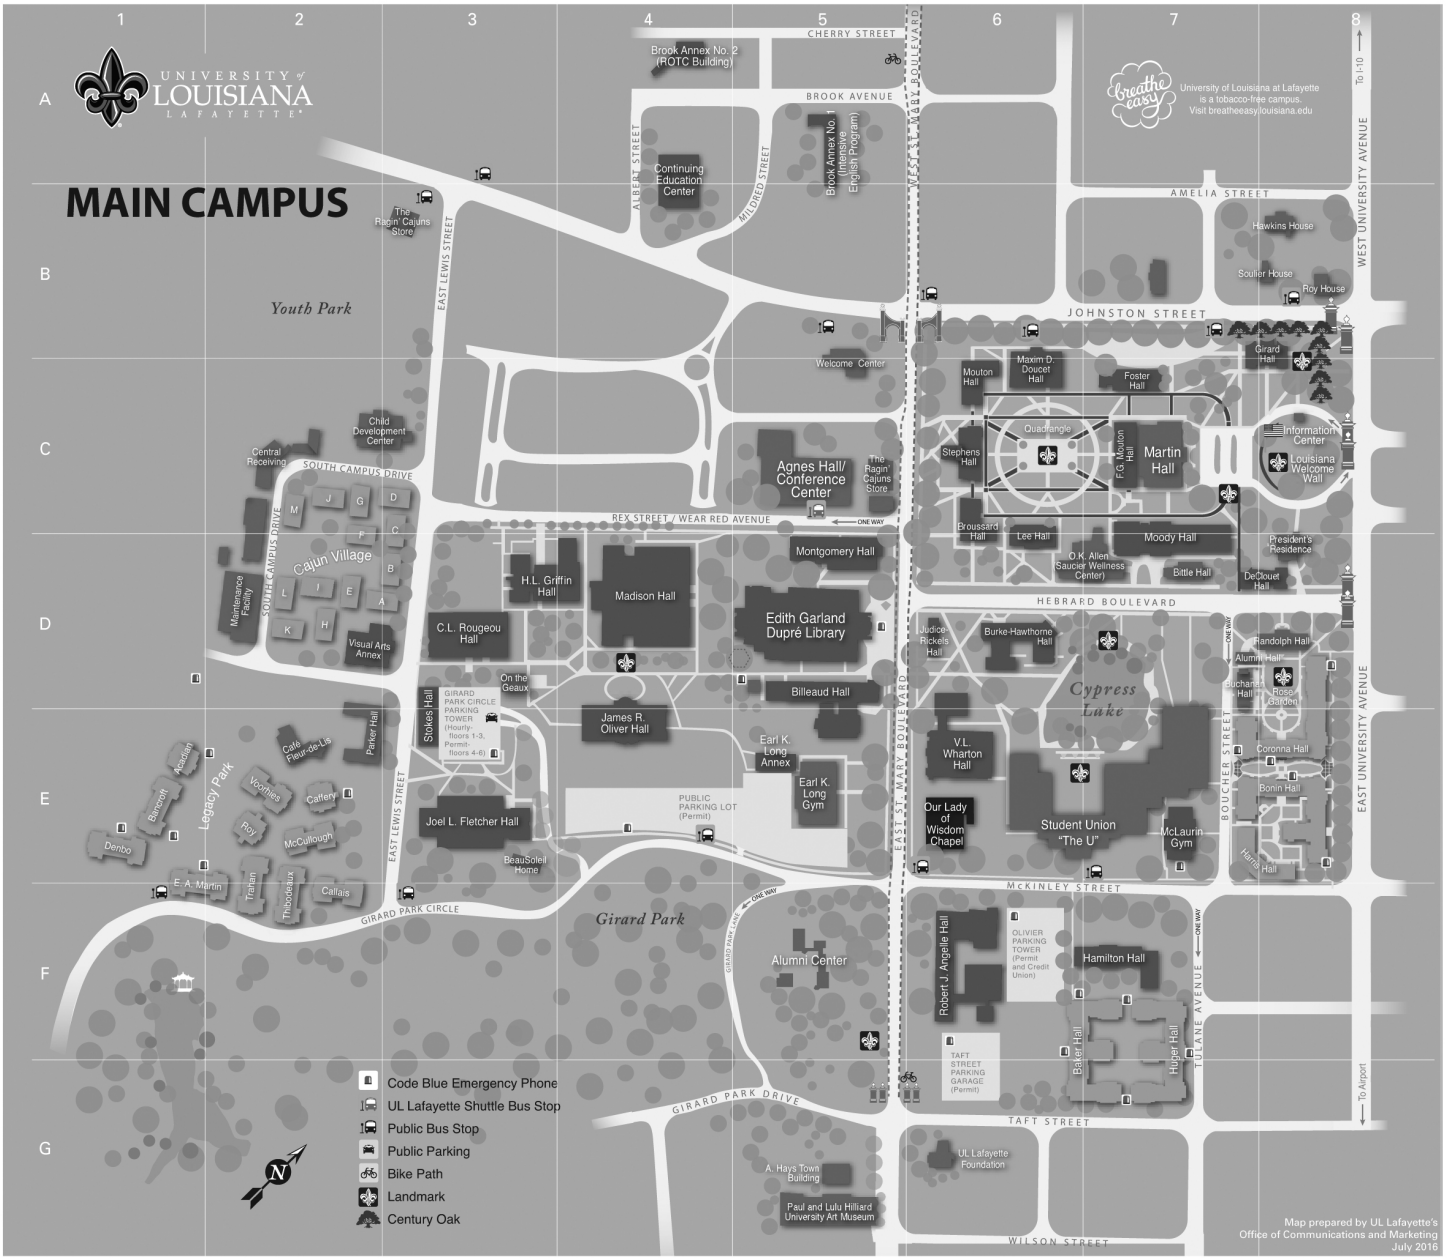 1
2
3
4
5
6
7
8
A
B
C
D
E
F
G
UNIVERSITY of
LOUISIANA
LAFAYETTE®
MAIN CAMPUS
CHERRY STREET
Brook Annex No. 2
(ROTC Building)
BROOK AVENUE
ALBERT STREET
MILDRED STREET
Continuing
Education
Center
Brook Annex No. 1
(Intensive
English Program)
WEST ST. MARY BOULEVARD
breathe
easy
University of Louisiana at Lafayette
is a tobacco-free campus.
Visit breatheeasy.louisiana.edu
To I-10
WEST UNIVERSITY AVENUE
AMELIA STREET
Hawkins House
Soulier House
Roy House
JOHNSTON STREET
The
Ragin' Cajuns
Store
EAST LEWIS STREET
Youth Park
Welcome Center
Mouton
Hall
Maxim D.
Doucet
Hall
Foster
Hall
Girard
Hall
Quadrangle
Stephens
Hall
F.G. Mouton
Hall
Martin
Hall
Information
Center
Louisiana
Welcome
Wall
Child
Development
Center
Central
Receiving
SOUTH CAMPUS DRIVE
SOUTH CAMPUS DRIVE
Agnes Hall/
Conference
Center
The
Ragin'
Cajuns
Store
REX STREET / WEAR RED AVENUE
ONE WAY
Broussard
Hall
Lee Hall
O.K. Allen
Saucier Wellness
Center)
Moody Hall
Bittle Hall
President's
Residence
DeClouet
Hall
HEBRARD BOULEVARD
M
J
G
D
F
C
Cajun Village
B
L
I
E
A
K
H
Maintenance
Facility
Visual Arts
Annex
H.L. Griffin
Hall
Madison Hall
Montgomery Hall
Edith Garland
Dupré Library
C.L. Rougeou
Hall
On the
Geaux
Billeaud Hall
Judice-
Rickels
Hall
Burke-Hawthorne
Hall
Cypress
Lake
ONE WAY
Randolph Hall
Alumni Hall
Buchanan
Hall
Rose
Garden
EAST ST. MARY BOULEVARD
EAST UNIVERSITY AVENUE
BOUCHER STREET
Stokes Hall
GIRARD
PARK CIRCLE
PARKING
TOWER
(Hourly-
floors 1-3,
Permit-
floors 4-6)
James R.
Oliver Hall
Earl K.
Long
Annex
Earl K.
Long
Gym
V.L.
Wharton
Hall
Our Lady
of
Wisdom
Chapel
Student Union
"The U"
McLaurin
Gym
Coronna Hall
Bonin Hall
Harris Hall
Parker Hall
Café
Fleur-de-Lis
Acadian
Bancroft
Legacy Park
Voorhies
Caffery
Roy
McCullough
Denbo
E. A. Martin
Trahan
Thibodeaux
Callais
EAST LEWIS STREET
Joel L. Fletcher Hall
BeauSoleil
Home
PUBLIC
PARKING LOT
(Permit)
GIRARD PARK CIRCLE
Girard Park
MCKINLEY STREET
ONE WAY
GIRARD PARK LANE
Alumni Center
Robert J. Angelle Hall
OLIVIER
PARKING
TOWER
(Permit
and Credit
Union)
Hamilton Hall
ONE WAY
TULANE AVENUE
Baker Hall
Huger Hall
TAFT
STREET
PARKING
GARAGE
(Permit)
To Airport
GIRARD PARK DRIVE
TAFT STREET
UL Lafayette
Foundation
A. Hays Town
Building
Paul and Lulu Hilliard
University Art Museum
WILSON STREET
N
Code Blue Emergency Phone
UL Lafayette Shuttle Bus Stop
Public Bus Stop
Public Parking
Bike Path
Landmark
Century Oak
Map prepared by UL Lafayette's
Office of Communications and Marketing
July 2016